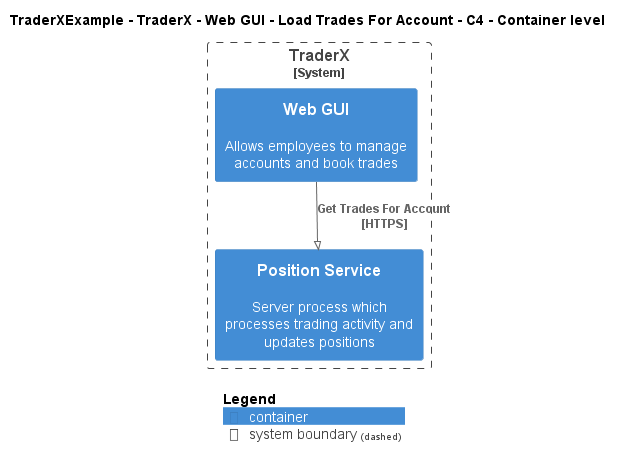 TraderXExample - TraderX - Web GUI - Load Trades For Account - C4 - Container level
TraderX
[System]
Web GUI
Allows employees to manage
accounts and book trades
Get Trades For Account
[HTTPS]
Position Service
Server process which
processes trading activity and
updates positions
Legend
container
system boundary (dashed)